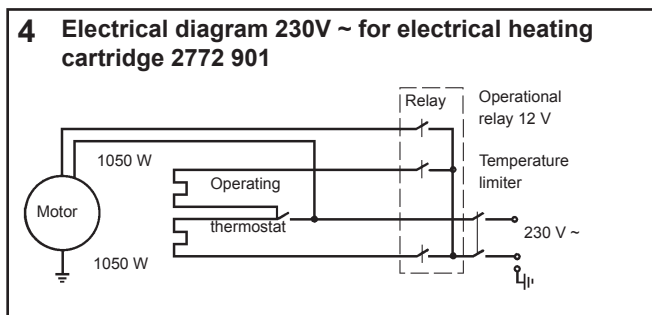 4 Electrical diagram 230V ~ for electrical heating
cartridge 2772 901
Relay
Operational
relay 12 V
1050 W
Temperature
limiter
Operating
thermostat
Motor
230 V ~
1050 W